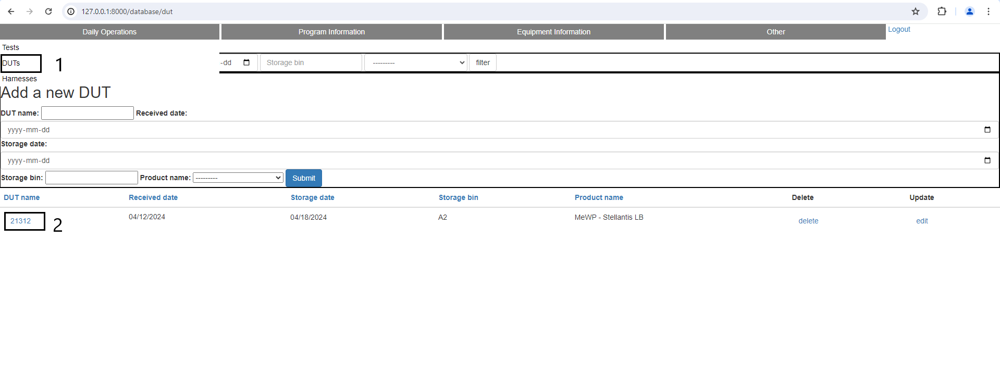 127.0.0.1:8000/database/dut
Daily Operations Program Information Equipment Information Other Logout
Tests
DUTs 1 -dd Storage bin --------- filter
Harnesses
Add a new DUT
DUT name: Received date:
yyyy-mm-dd
Storage date:
yyyy-mm-dd
Storage bin: Product name: --------- Submit
DUT name Received date Storage date Storage bin Product name Delete Update
21312 2 04/12/2024 04/18/2024 A2 MeWP - Stellantis LB delete edit